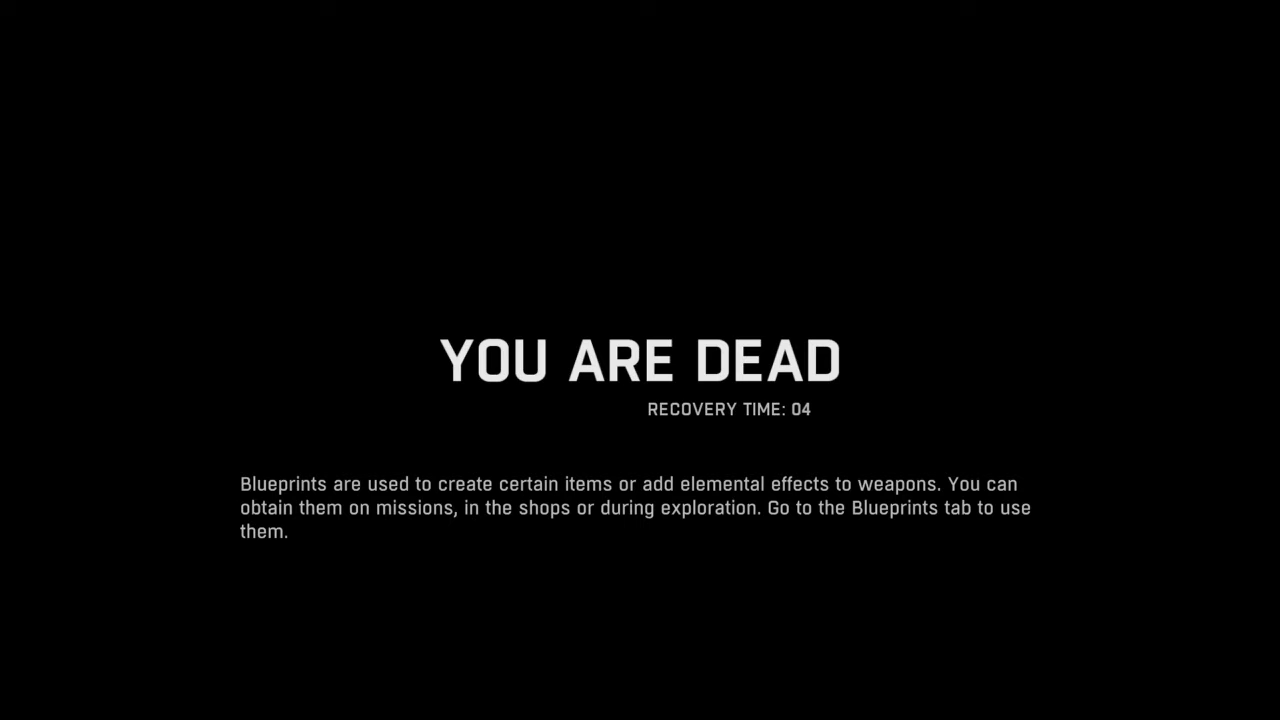 YOU ARE DEAD
RECOVERY TIME: 04
Blueprints are used to create certain items or add elemental effects to weapons. You can
obtain them on missions, in the shops or during exploration. Go to the Blueprints tab to use
them.